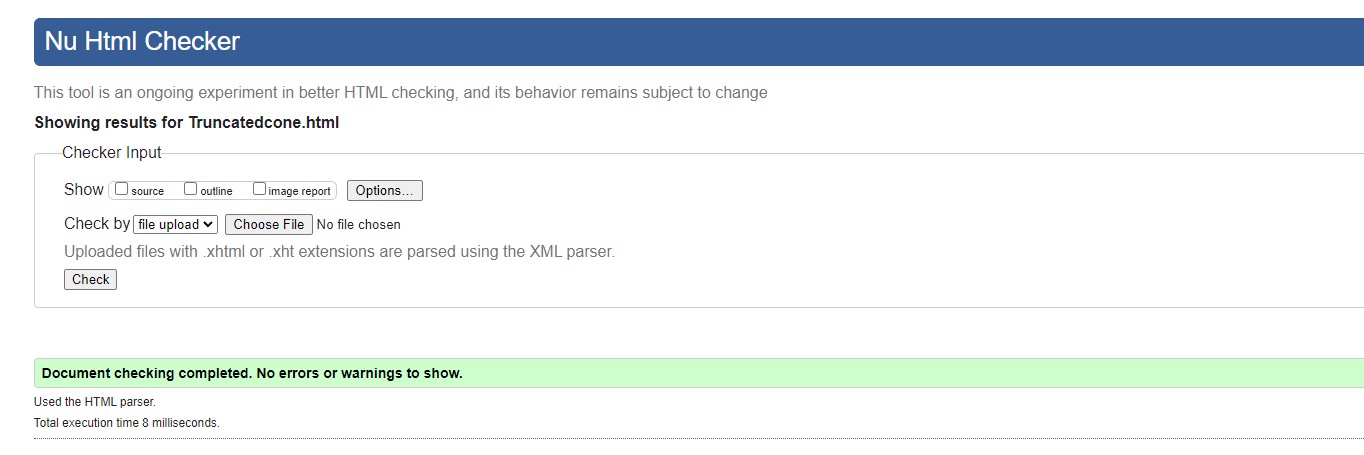 Nu Html Checker
This tool is an ongoing experiment in better HTML checking, and its behavior remains subject to change
Showing results for Truncatedcone.html
Checker Input
Show source outline image report Options...
Check by file upload Choose File No file chosen
Uploaded files with .xhtml or .xht extensions are parsed using the XML parser.
Check
Document checking completed. No errors or warnings to show.
Used the HTML parser.
Total execution time 8 milliseconds.